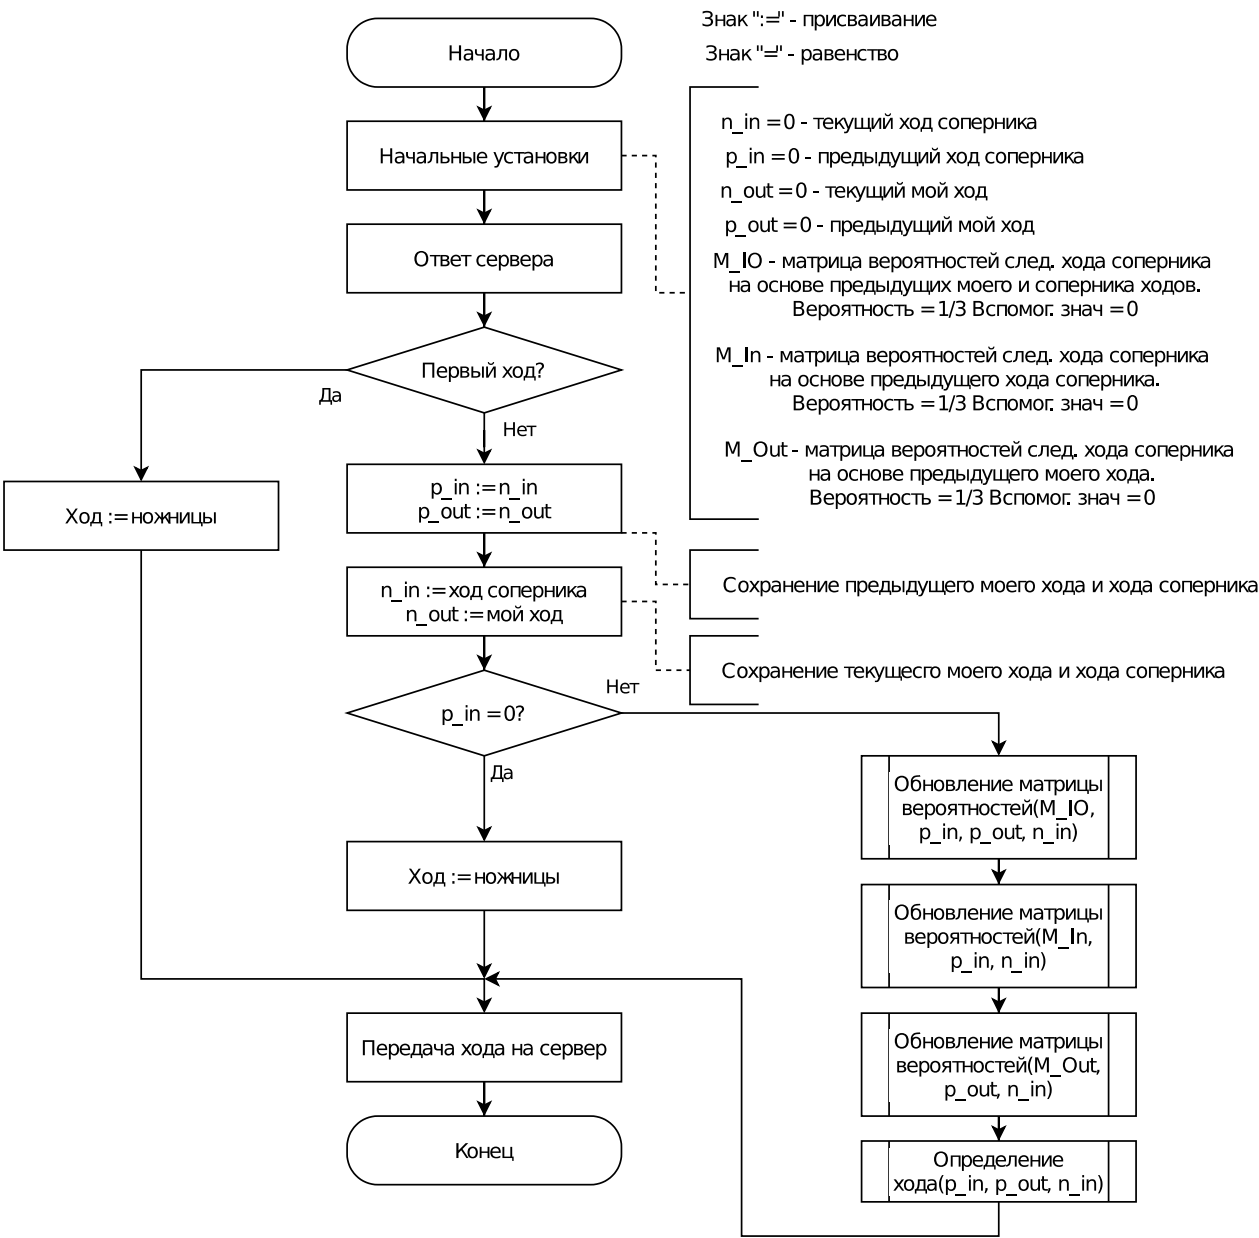 Знак ":=" - присваивание
Начало
Знак "=" - равенство
n_in = 0 - текущий ход соперника
Начальные установки
p_in = 0 - предыдущий ход соперника
n_out = 0 - текущий мой ход
p_out = 0 - предыдущий мой ход
Ответ сервера
M_IO - матрица вероятностей след. хода соперника
на основе предыдущих моего и соперника ходов.
Вероятность = 1/3 Вспомог. знач = 0
Первый ход?
M_In - матрица вероятностей след. хода соперника
на основе предыдущего хода соперника.
Вероятность = 1/3 Вспомог. знач = 0
Да
Нет
M_Out - матрица вероятностей след. хода соперника
на основе предыдущего моего хода.
Вероятность = 1/3 Вспомог. знач = 0
p_in := n_in
p_out := n_out
Ход := ножницы
Сохранение предыдущего моего хода и хода соперника
n_in := ход соперника
n_out := мой ход
Сохранение текущесго моего хода и хода соперника
Нет
p_in = 0?
Да
Обновление матрицы
вероятностей(M_IO,
p_in, p_out, n_in)
Ход := ножницы
Обновление матрицы
вероятностей(M_In,
p_in, n_in)
Передача хода на сервер
Обновление матрицы
вероятностей(M_Out,
p_out, n_in)
Конец
Определение
хода(p_in, p_out, n_in)